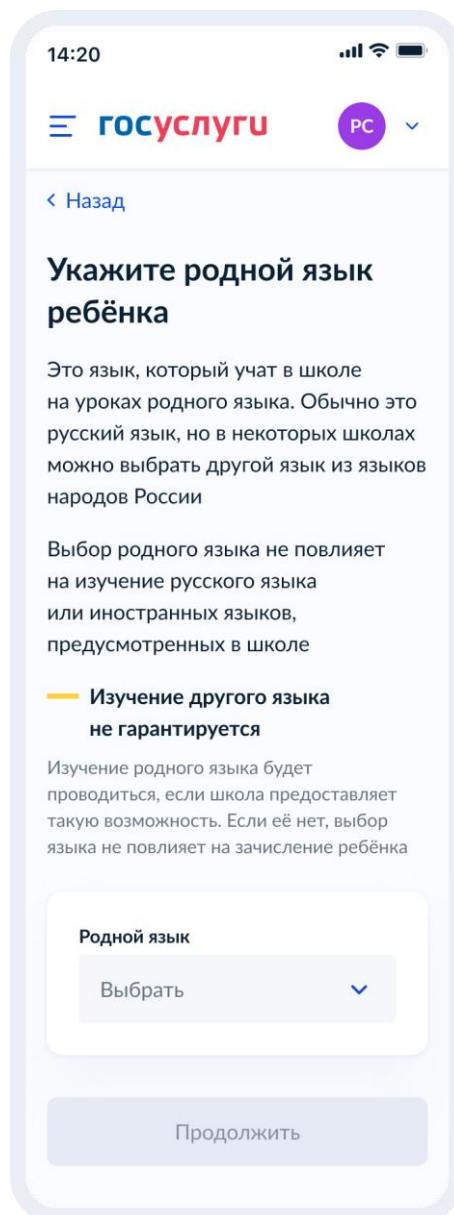 14:20
госуслуги
РС
Назад
Укажите родной язык
ребёнка
Это язык, который учат в школе
на уроках родного языка. Обычно это
русский язык, но в некоторых школах
можно выбрать другой язык из языков
народов России
Выбор родного языка не повлияет
на изучение русского языка
или иностранных языков,
предусмотренных в школе
Изучение другого языка
не гарантируется
Изучение родного языка будет
проводиться, если школа предоставляет
такую возможность. Если её нет, выбор
языка не повлияет на зачисление ребёнка
Родной язык
Выбрать
Продолжить